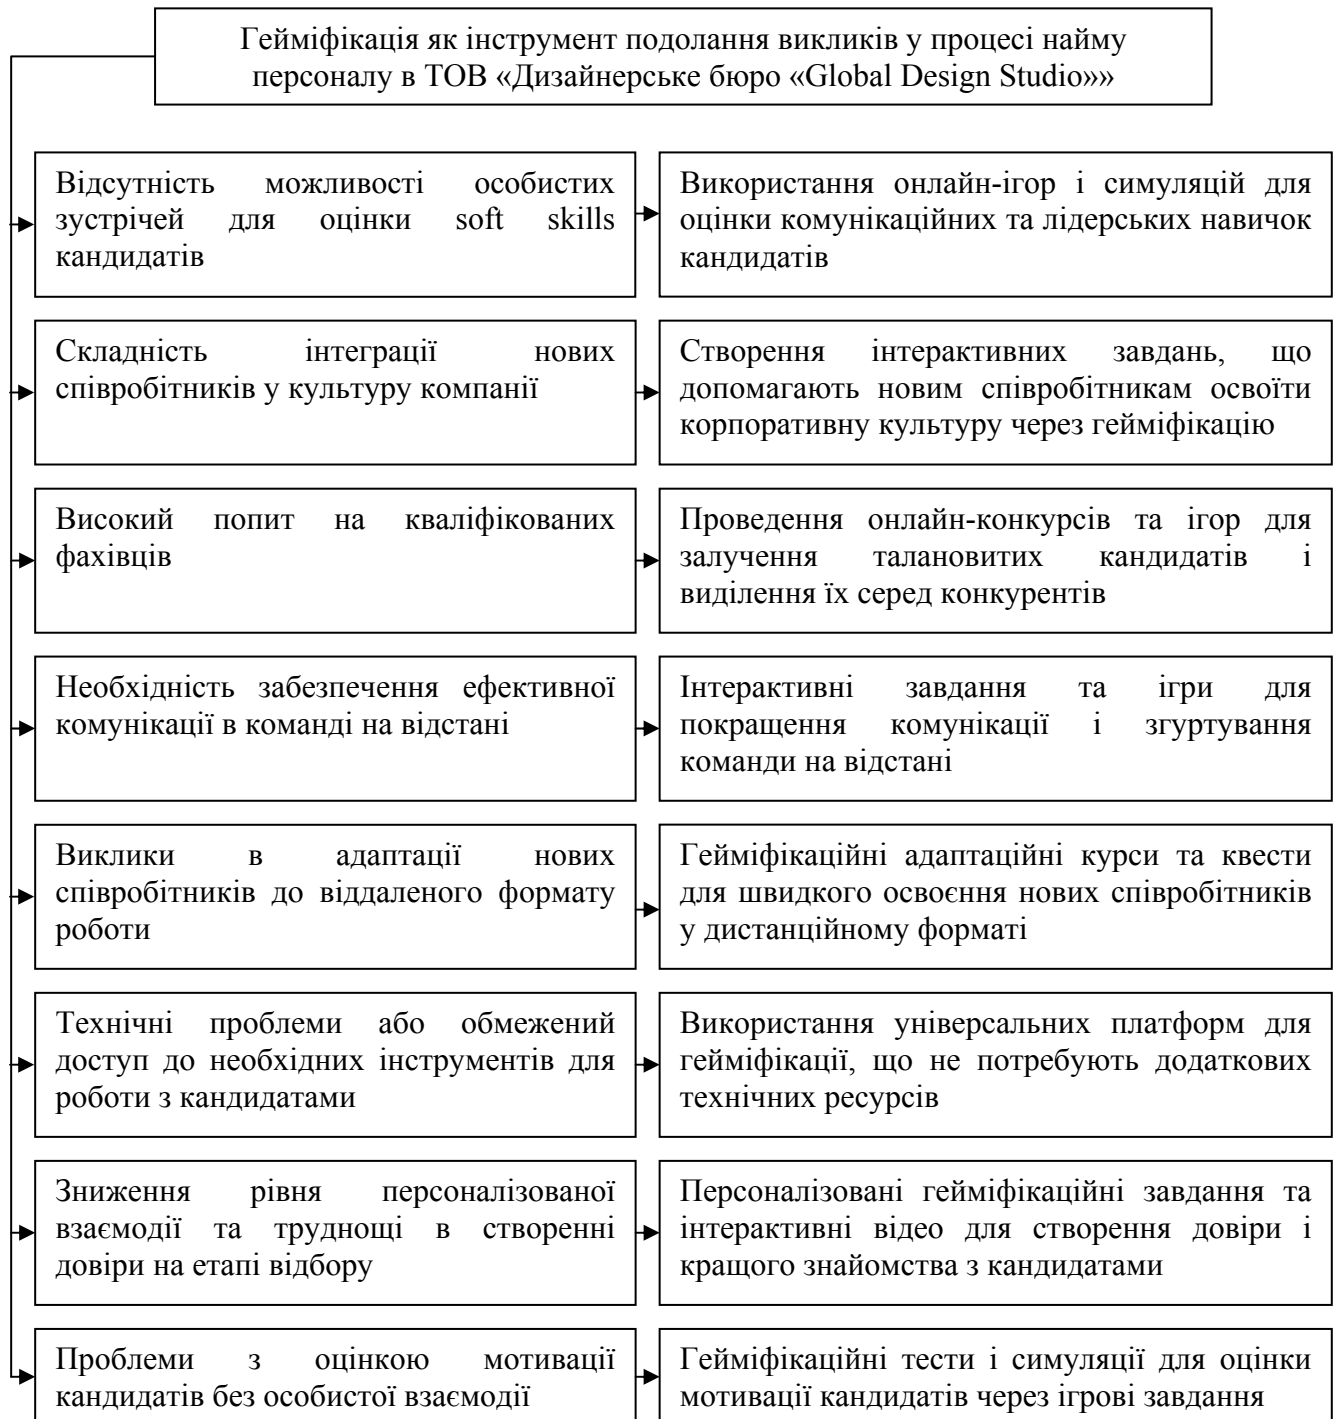 Гейміфікація як інструмент подолання викликів у процесі найму
персоналу в ТОВ «Дизайнерське бюро «Global Design Studio»»
Відсутність можливості особистих
зустрічей для оцінки soft skills
кандидатів
Використання онлайн-ігор і симуляцій для
оцінки комунікаційних та лідерських навичок
кандидатів
Складність інтеграції нових
співробітників у культуру компанії
Створення інтерактивних завдань, що
допомагають новим співробітникам освоїти
корпоративну культуру через гейміфікацію
Високий попит на кваліфікованих
фахівців
Проведення онлайн-конкурсів та ігор для
залучення талановитих кандидатів і
виділення їх серед конкурентів
Необхідність забезпечення ефективної
комунікації в команді на відстані
Інтерактивні завдання та ігри для
покращення комунікації і згуртування
команди на відстані
Виклики в адаптації нових
співробітників до віддаленого формату
роботи
Гейміфікаційні адаптаційні курси та квести
для швидкого освоєння нових співробітників
у дистанційному форматі
Технічні проблеми або обмежений
доступ до необхідних інструментів для
роботи з кандидатами
Використання універсальних платформ для
гейміфікації, що не потребують додаткових
технічних ресурсів
Зниження рівня персоналізованої
взаємодії та труднощі в створенні
довіри на етапі відбору
Персоналізовані гейміфікаційні завдання та
інтерактивні відео для створення довіри і
кращого знайомства з кандидатами
Проблеми з оцінкою мотивації
кандидатів без особистої взаємодії
Гейміфікаційні тести і симуляції для оцінки
мотивації кандидатів через ігрові завдання